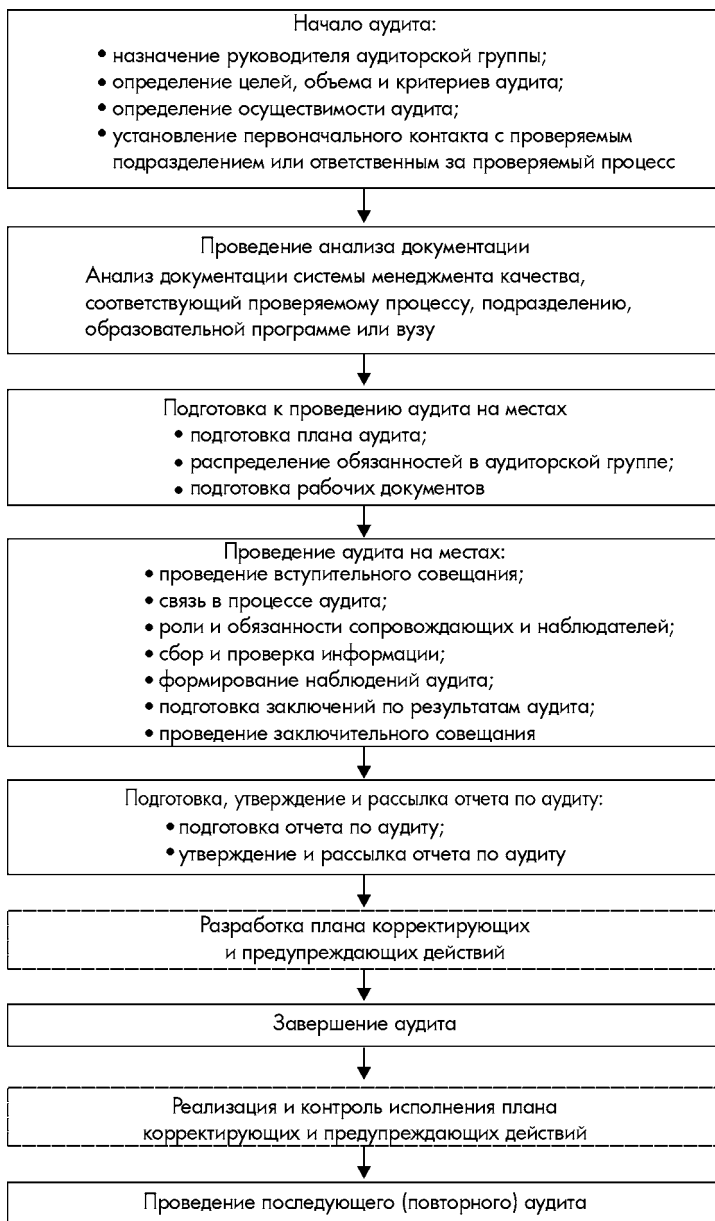 Начало аудита:
• назначение руководителя аудиторской группы;
• определение целей, объема и критериев аудита;
• определение осуществимости аудита;
• установление первоначального контакта с проверяемым
подразделением или ответственным за проверяемый процесс
Проведение анализа документации
Анализ документации системы менеджмента качества,
соответствующий проверяемому процессу, подразделению,
образовательной программе или вузу
Подготовка к проведению аудита на местах
• подготовка плана аудита;
• распределение обязанностей в аудиторской группе;
• подготовка рабочих документов
Проведение аудита на местах:
• проведение вступительного совещания;
• связь в процессе аудита;
• роли и обязанности сопровождающих и наблюдателей;
• сбор и проверка информации;
• формирование наблюдений аудита;
• подготовка заключений по результатам аудита;
• проведение заключительного совещания
Подготовка, утверждение и рассылка отчета по аудиту:
• подготовка отчета по аудиту;
• утверждение и рассылка отчета по аудиту
Разработка плана корректирующих
и предупреждающих действий
Завершение аудита
Реализация и контроль исполнения плана
корректирующих и предупреждающих действий
Проведение последующего (повторного) аудита